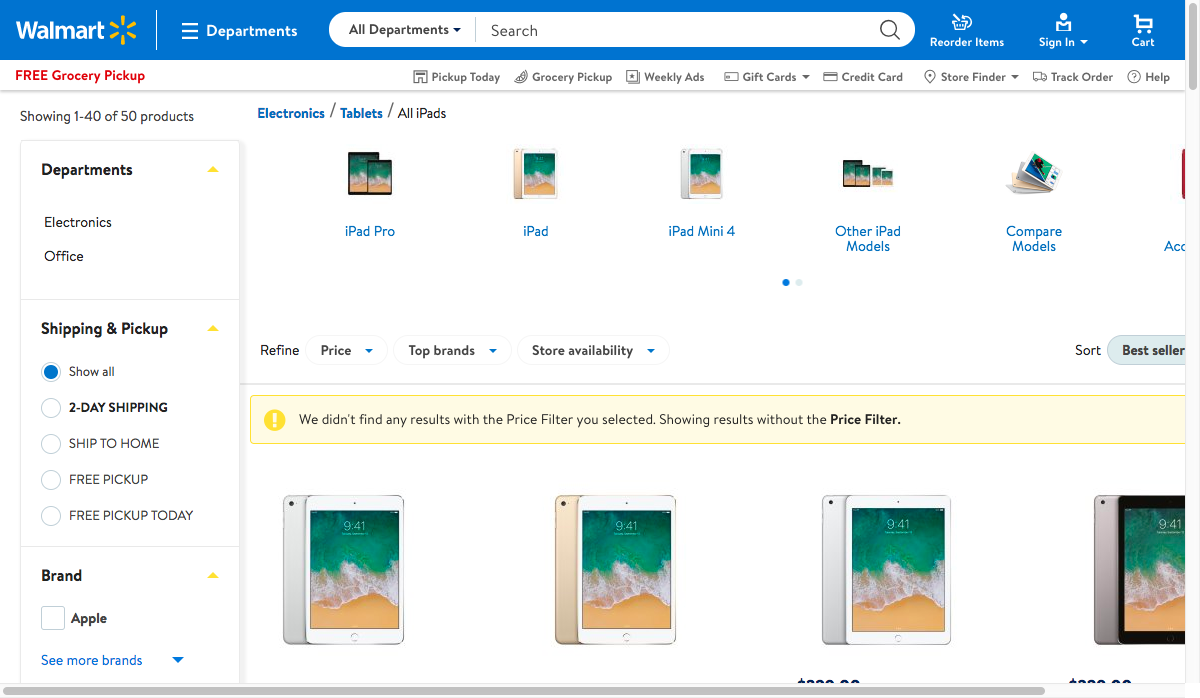 Walmart
Departments
All Departments
Search
Reorder Items
Sign In
Cart
FREE Grocery Pickup
Pickup Today
Grocery Pickup
Weekly Ads
Gift Cards
Credit Card
Store Finder
Track Order
Help
Showing 1-40 of 50 products
Electronics / Tablets / All iPads
Departments
Electronics
Office
Shipping & Pickup
Show all
2-DAY SHIPPING
SHIP TO HOME
FREE PICKUP
FREE PICKUP TODAY
Brand
Apple
See more brands
iPad Pro
iPad
iPad Mini 4
Other iPad
Models
Compare
Models
Acc
Refine
Price
Top brands
Store availability
Sort
Best seller
We didn't find any results with the Price Filter you selected. Showing results without the Price Filter.
9:41
9:41
9:41
9:41